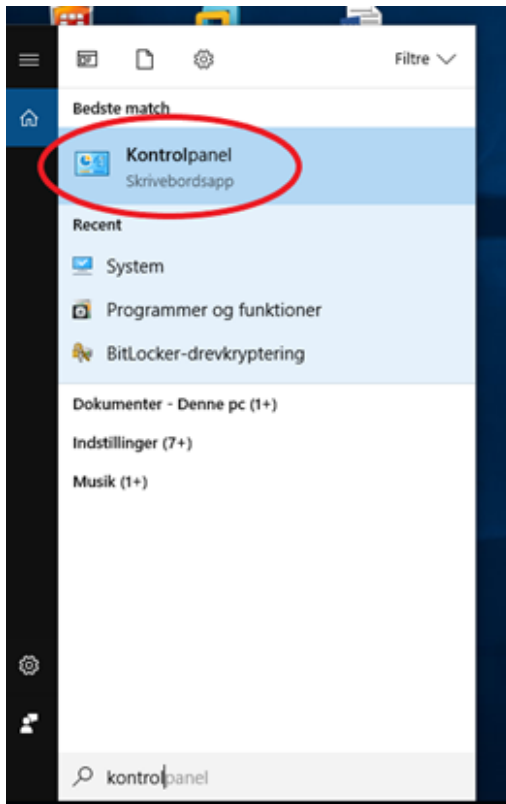 Filtre
Bedste match
Kontrolpanel
Skrivebordsapp
Recent
System
Programmer og funktioner
BitLocker-drevkryptering
Dokumenter - Denne pc (1+)
Indstillinger (7+)
Musik (1+)
kontrolpanel